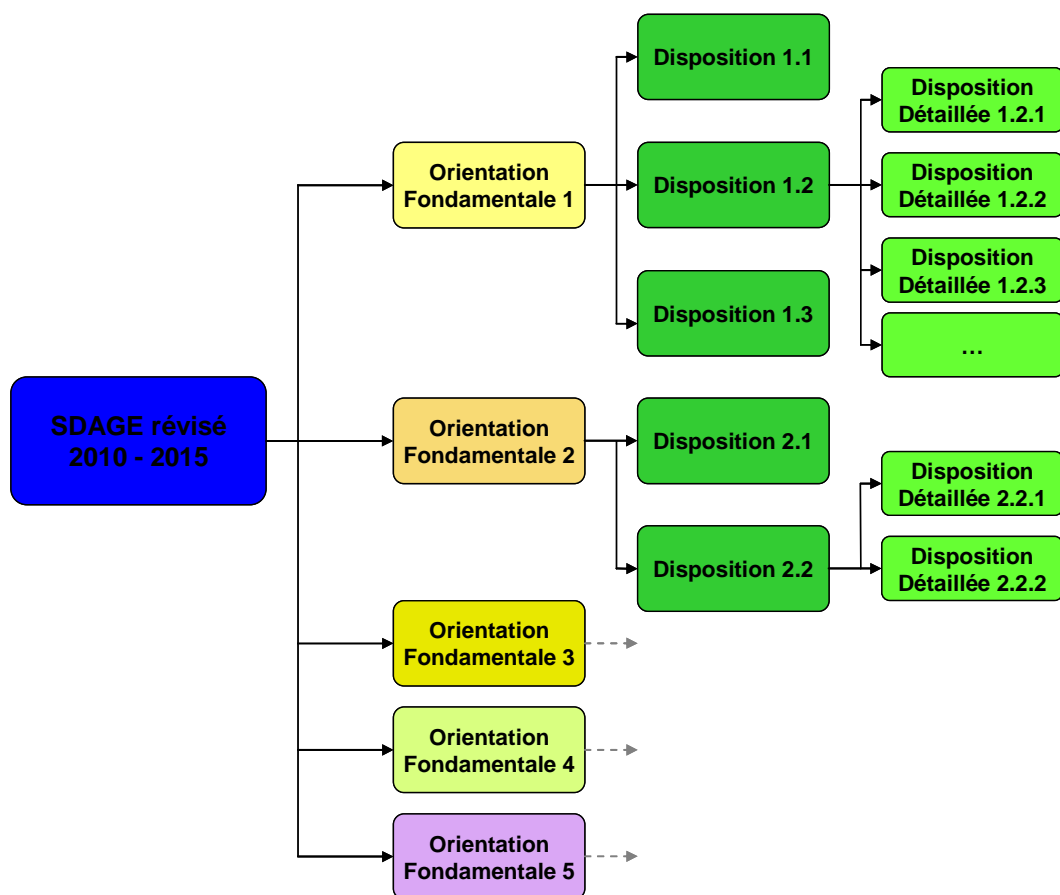 SDAGE révisé
2010 - 2015
Orientation
Fondamentale 1
Disposition 1.1
Disposition 1.2
Disposition 1.3
Disposition
Détaillée 1.2.1
Disposition
Détaillée 1.2.2
Disposition
Détaillée 1.2.3
...
Orientation
Fondamentale 2
Disposition 2.1
Disposition 2.2
Disposition
Détaillée 2.2.1
Disposition
Détaillée 2.2.2
Orientation
Fondamentale 3
Orientation
Fondamentale 4
Orientation
Fondamentale 5